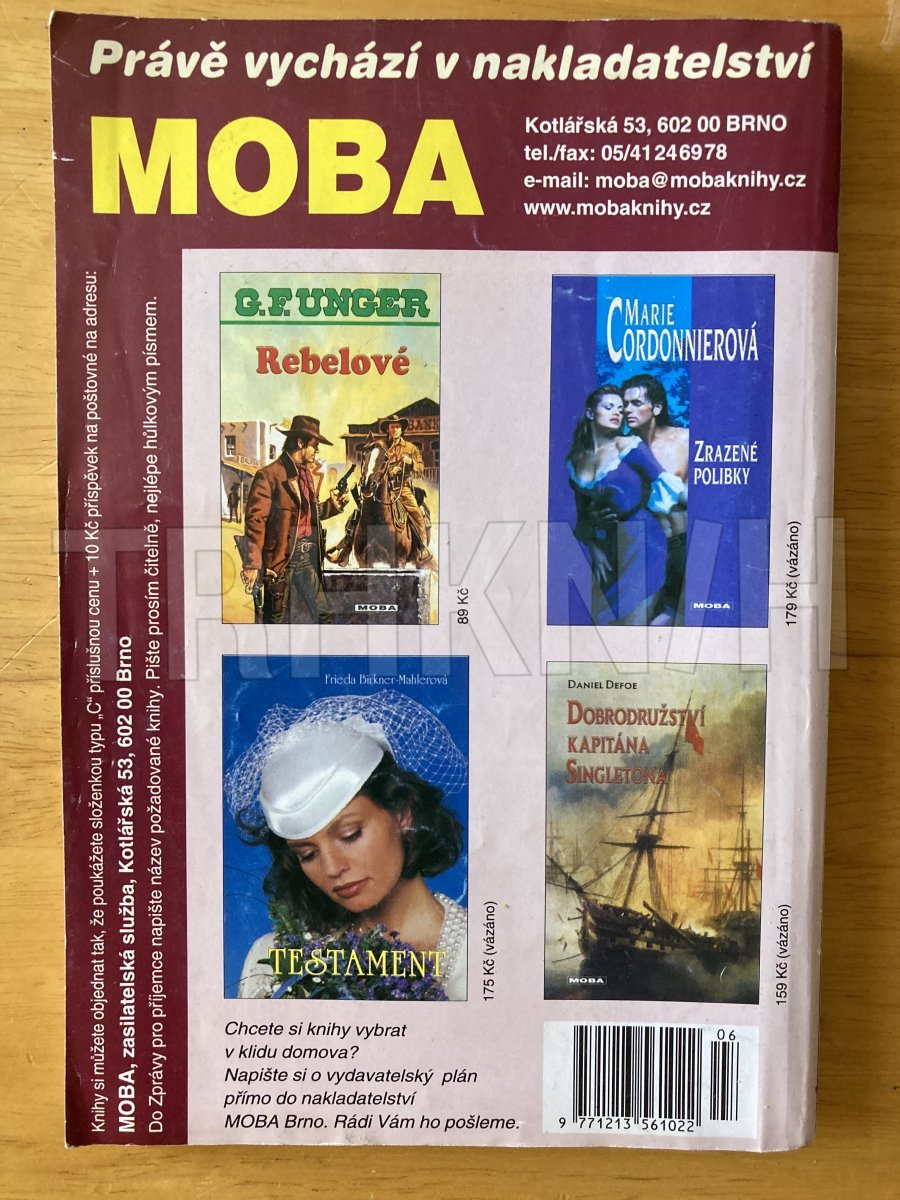 Právě vychází v nakladatelství
MOBA
Kotlářská 53, 602 00 BRNO
tel./fax: 05/41246978
e-mail: moba@mobaknihy.cz
www.mobaknihy.cz
Knihy si můžete objednat tak, že poukážete složenkou typu „C“ příslušnou cenu + 10 Kč příspěvek na poštovné na adresu:
MOBA, zasilatelská služba, Kotlářská 53, 602 00 Brno
Do Zprávy pro příjemce napište název požadované knihy. Pište prosím čitelně, nejlépe hůlkovým písmem.
G.F. UNGER
Rebelové
BANK
MOBA
89 Kč
MARIE
CORDONNIEROVÁ
ZRAZENÉ
POLIBKY
MOBA
179 Kč (vázáno)
TRHKNIH
Frieda Birkner-Mahlerová
TESTAMENT
175 Kč (vázáno)
DANIEL DEFOE
DOBRODRUŽSTVÍ
KAPITÁNA
SINGLETONA
MOBA
159 Kč (vázáno)
Chcete si knihy vybrat
v klidu domova?
Napište si o vydavatelský plán
přímo do nakladatelství
MOBA Brno. Rádi Vám ho pošleme.
06
9 771213 561022